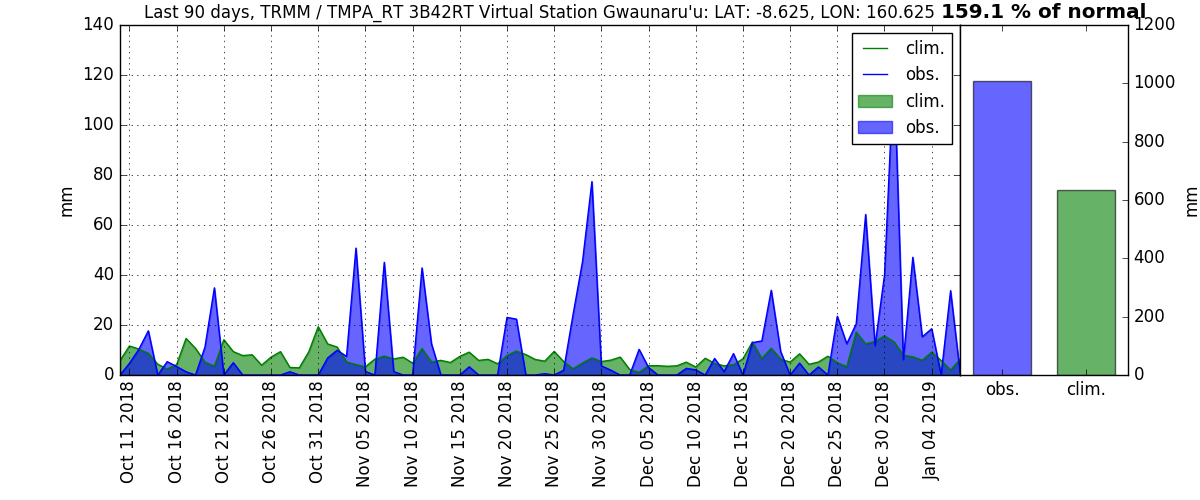 Last 90 days, TRMM / TMPA_RT 3B42RT Virtual Station Gwaunaru'u: LAT: -8.625, LON: 160.625 159.1 % of normal
140
120
100
80
60
40
20
0
mm
clim.
obs.
clim.
obs.
1200
1000
800
600
400
200
0
mm
obs. clim.
Oct 11 2018
Oct 16 2018
Oct 21 2018
Oct 26 2018
Oct 31 2018
Nov 05 2018
Nov 10 2018
Nov 15 2018
Nov 20 2018
Nov 25 2018
Nov 30 2018
Dec 05 2018
Dec 10 2018
Dec 15 2018
Dec 20 2018
Dec 25 2018
Dec 30 2018
Jan 04 2019